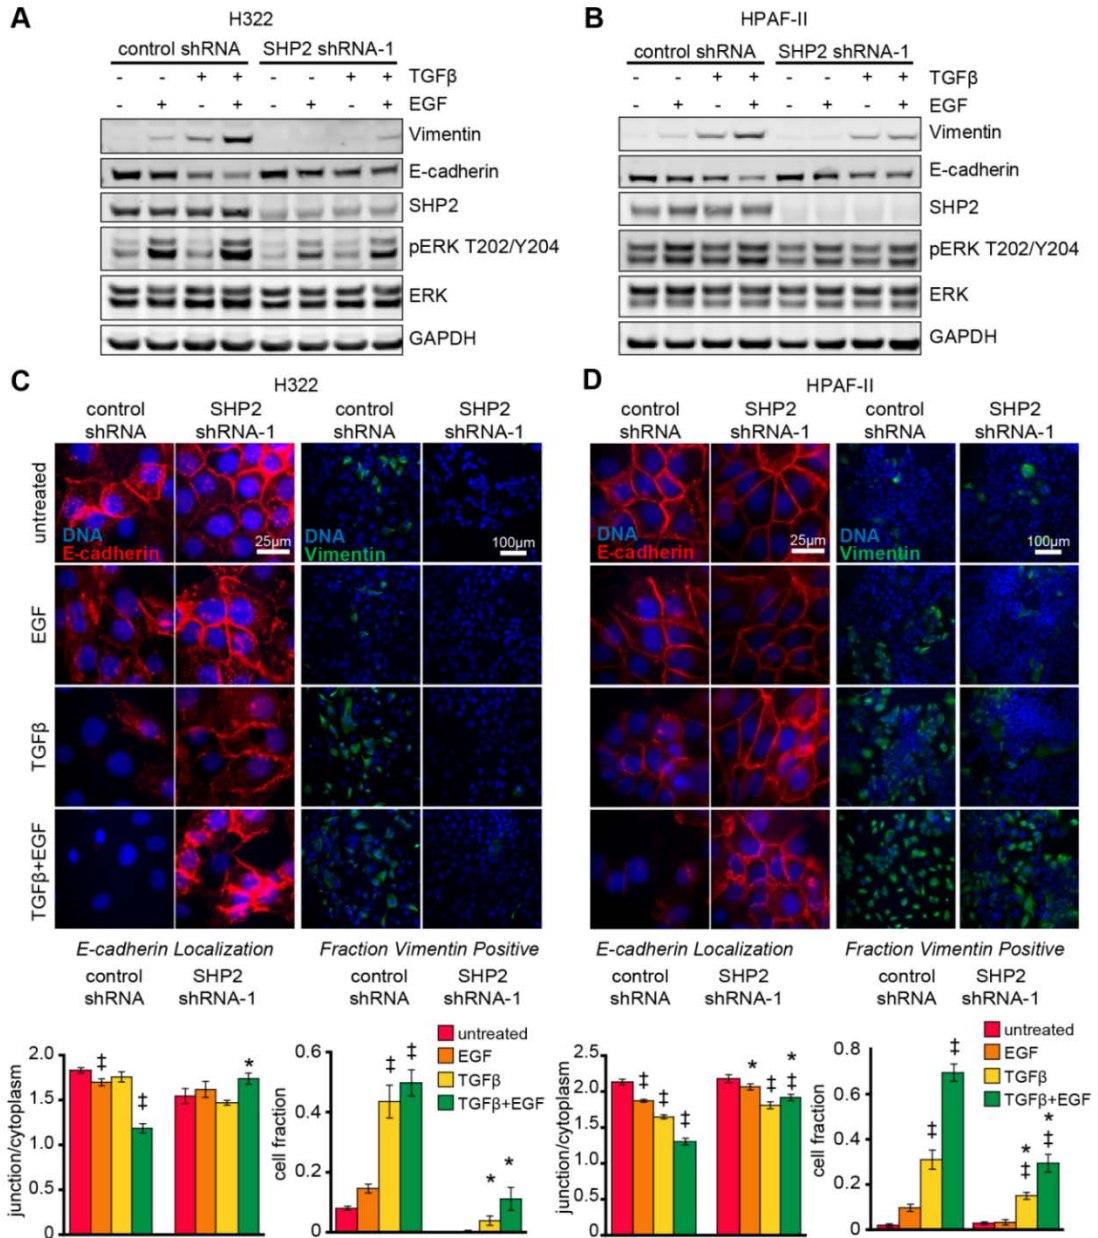 A
H322
control shRNA SHP2 shRNA-1
- - + + - - + + TGFβ
- + - + - + - + EGF
Vimentin
E-cadherin
SHP2
pERK T202/Y204
ERK
GAPDH
B
HPAF-II
control shRNA SHP2 shRNA-1
- - + + - - + + TGFβ
- + - + - + - + EGF
Vimentin
E-cadherin
SHP2
pERK T202/Y204
ERK
GAPDH
C
H322
control
shRNA
SHP2
shRNA-1
control
shRNA
SHP2
shRNA-1
untreated
DNA
E-cadherin
25µm
DNA
Vimentin
100µm
EGF
TGFβ
TGFβ+EGF
E-cadherin Localization
control
shRNA
SHP2
shRNA-1
junction/cytoplasm
2.0
1.5
1.0
0.5
0
‡
‡
*
Fraction Vimentin Positive
control
shRNA
SHP2
shRNA-1
untreated
EGF
TGFβ
TGFβ+EGF
cell fraction
0.6
0.4
0.2
0
‡ ‡
* *
D
HPAF-II
control
shRNA
SHP2
shRNA-1
control
shRNA
SHP2
shRNA-1
DNA
E-cadherin
25µm
DNA
Vimentin
100µm
E-cadherin Localization
control
shRNA
SHP2
shRNA-1
junction/cytoplasm
2.5
2.0
1.5
1.0
0.5
0
‡
‡
‡
*
‡
*
‡
Fraction Vimentin Positive
control
shRNA
SHP2
shRNA-1
untreated
EGF
TGFβ
TGFβ+EGF
cell fraction
0.8
0.6
0.4
0.2
0
‡
‡
*
‡
*
‡